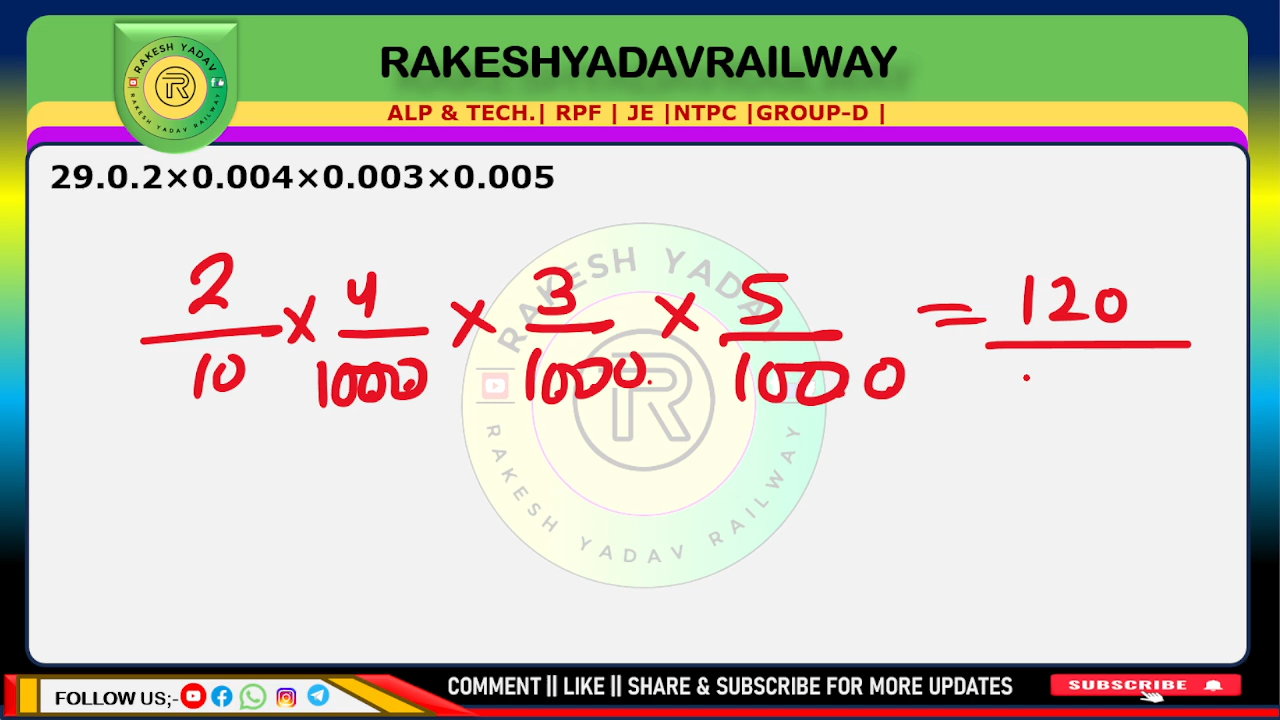 RAKESH YADAV
RAKESH YADAV RAILWAY
RAKESHYADAVRAILWAY
ALP & TECH.| RPF | JE |NTPC |GROUP-D |
29.0.2×0.004×0.003×0.005
RAKESH YADAV
2/10 × 4/1000 × 3/1000 × 5/1000 = 120/
RAKESH YADAV RAILWAY
FOLLOW US;-
COMMENT || LIKE || SHARE & SUBSCRIBE FOR MORE UPDATES
SUBSCRIBE